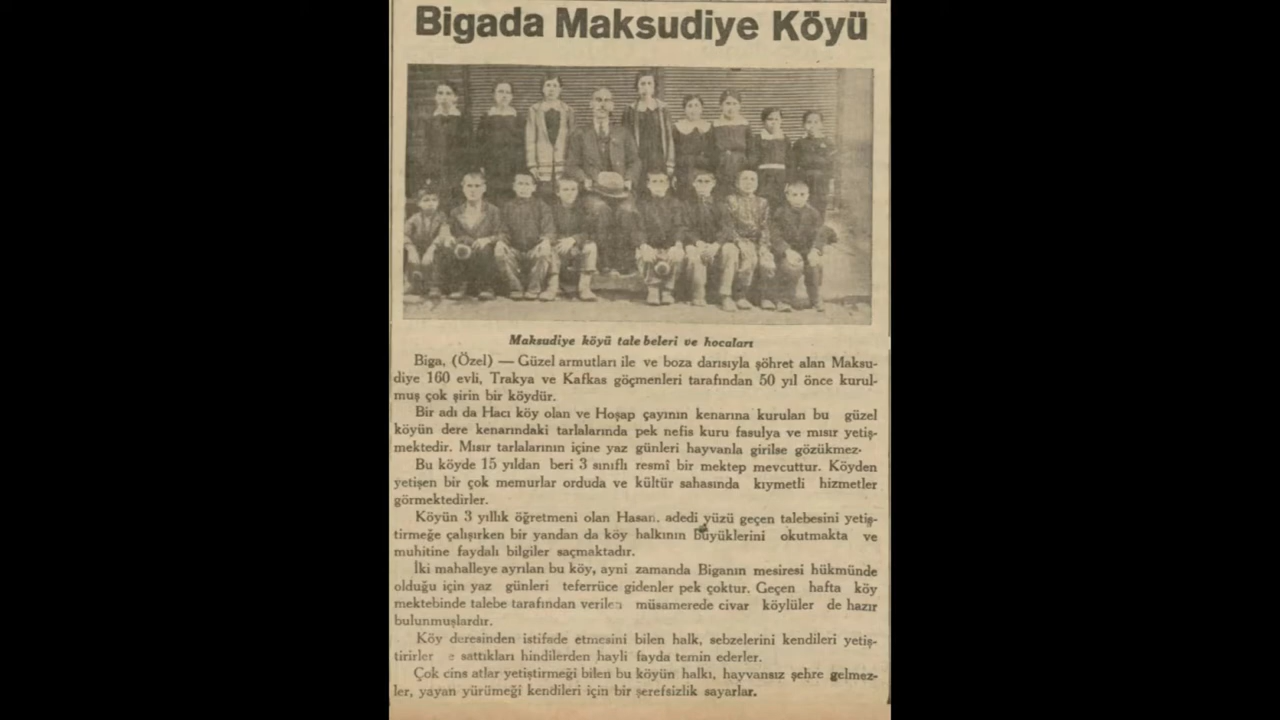 Bigada Maksudiye Köyü
Maksudiye köyü talebeleri ve hocaları
Biga, (Özel) — Güzel armutları ile ve boza darısıyla şöhret alan Maksu-
diye 160 evli, Trakya ve Kafkas göçmenleri tarafından 50 yıl önce kurul-
muş çok şirin bir köydür.
Bir adı da Hacı köy olan ve Hoşap çayının kenarına kurulan bu güzel
köyün dere kenarındaki tarlalarında pek nefis kuru fasulya ve mısır yetiş-
mektedir. Mısır tarlalarının içine yaz günleri hayvanla girilse gözükmez.
Bu köyde 15 yıldan beri 3 sınıflı resmî bir mektep mevcuttur. Köyden
yetişen bir çok memurlar orduda ve kültür sahasında kıymetli hizmetler
görmektedirler.
Köyün 3 yıllık öğretmeni olan Hasan, adedi yüzü geçen talebesini yetiş-
tirmeğe çalışırken bir yandan da köy halkının büyüklerini okutmakta ve
muhitine faydalı bilgiler saçmaktadır.
İki mahalleye ayrılan bu köy, ayni zamanda Biganın mesiresi hükmünde
olduğu için yaz günleri teferrüce gidenler pek çoktur. Geçen hafta köy
mektebinde talebe tarafından verilen müsamerede civar köylüler de hazır
bulunmuşlardır.
Köy deresinden istifade etmesini bilen halk, sebzelerini kendileri yetiş-
tirirler e sattıkları hindilerden hayli fayda temin ederler.
Çok cins atlar yetiştirmeği bilen bu köyün halkı, hayvansız şehre gelmez-
ler, yayan yürümeği kendileri için bir şerefsizlik sayarlar.